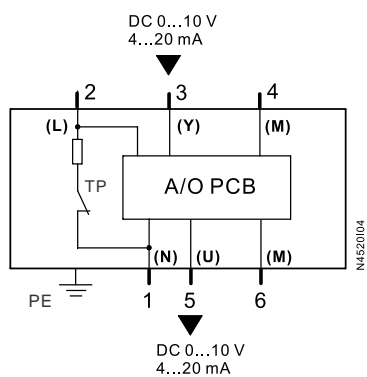 DC 0...10 V
4...20 mA
2
3
4
(L)
(Y)
(M)
TP
A/O PCB
(N)
(U)
(M)
PE
1
5
6
DC 0...10 V
4...20 mA
N4520I04